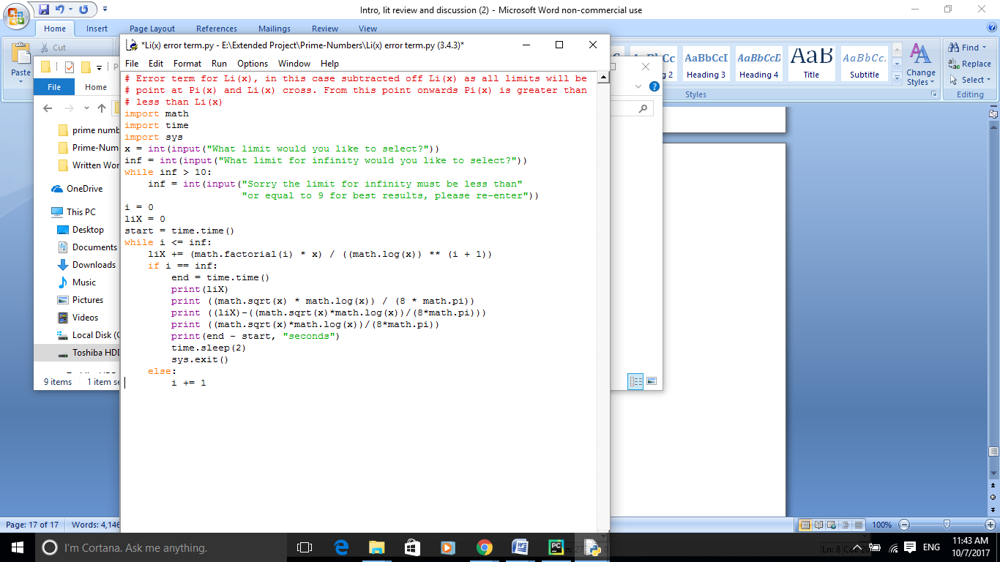 Intro, lit review and discussion (2) - Microsoft Word non-commercial use
Home Insert Page Layout References Mailings Review View
Paste Cut
AaBbCcI AaBbCcD AaB AaBbCc.
Heading 3 Heading 4 Title Subtitle
Change Styles
Find
Replace
Select
Styles Editing
File Home
prime numb
Prime-Num
Written Wor
OneDrive
This PC
Desktop
Documents
Downloads
Music
Pictures
Videos
Local Disk (C
Toshiba HDD
9 items 1 item se
*Li(x) error term.py - E:\Extended Project\Prime-Numbers\Li(x) error term.py (3.4.3)*
File Edit Format Run Options Window Help
# Error term for Li(x), in this case subtracted off Li(x) as all limits will be
# point at Pi(x) and Li(x) cross. From this point onwards Pi(x) is greater than
# less than Li(x)
import math
import time
import sys
x = int(input("What limit would you like to select?"))
inf = int(input("What limit for infinity would you like to select?"))
while inf > 10:
    inf = int(input("Sorry the limit for infinity must be less than"
                    "or equal to 9 for best results, please re-enter"))
i = 0
liX = 0
start = time.time()
while i <= inf:
    liX += (math.factorial(i) * x) / ((math.log(x)) ** (i + 1))
    if i == inf:
        end = time.time()
        print(liX)
        print ((math.sqrt(x) * math.log(x)) / (8 * math.pi))
        print ((liX)-((math.sqrt(x)*math.log(x))/(8*math.pi)))
        print ((math.sqrt(x)*math.log(x))/(8*math.pi))
        print(end - start, "seconds")
        time.sleep(2)
        sys.exit()
    else:
        i += 1
Page: 17 of 17 Words: 4,146
100%
I'm Cortana. Ask me anything.
ENG
11:43 AM
10/7/2017